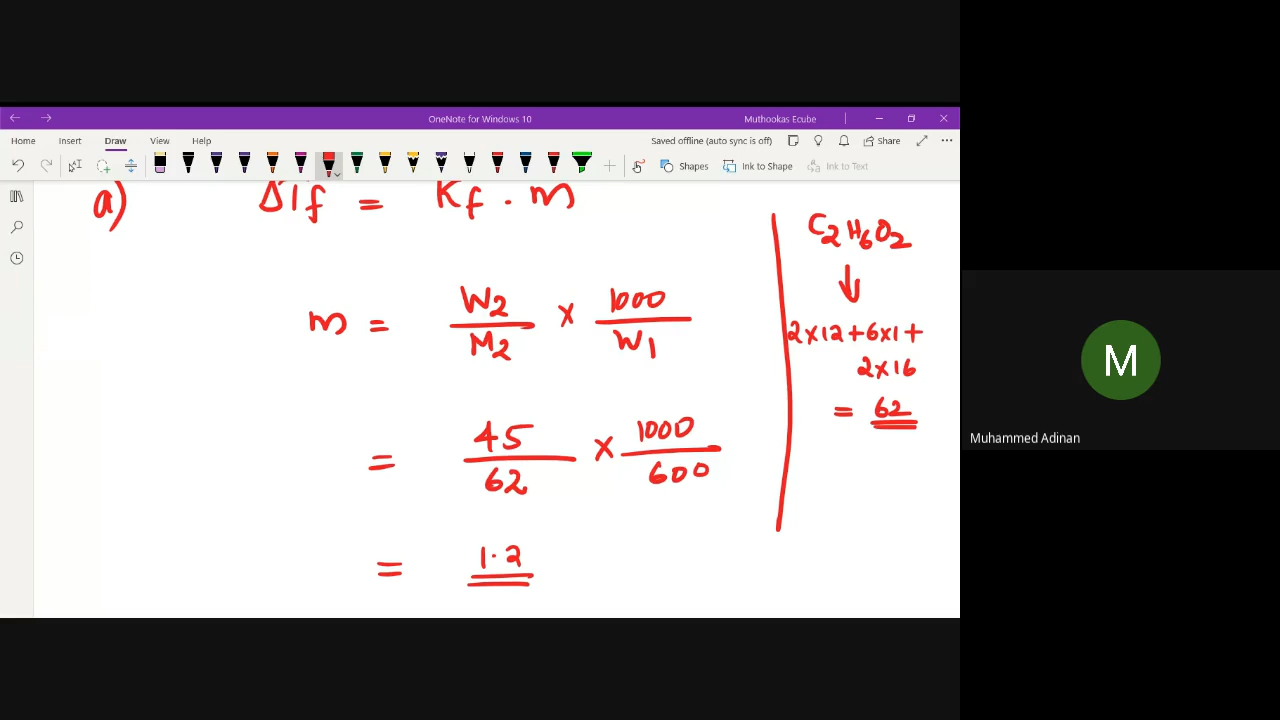 OneNote for Windows 10
Muthookas Ecube
Home Insert Draw View Help
Saved offline (auto sync is off)
Share
Shapes
Ink to Shape
Ink to Text
a) ΔTf = Kf . m
m = W2/M2 × 1000/W1
= 45/62 × 1000/600
= 1.2
C2H6O2
↓
2×12+6×1+
2×16
= 62
M
Muhammed Adinan